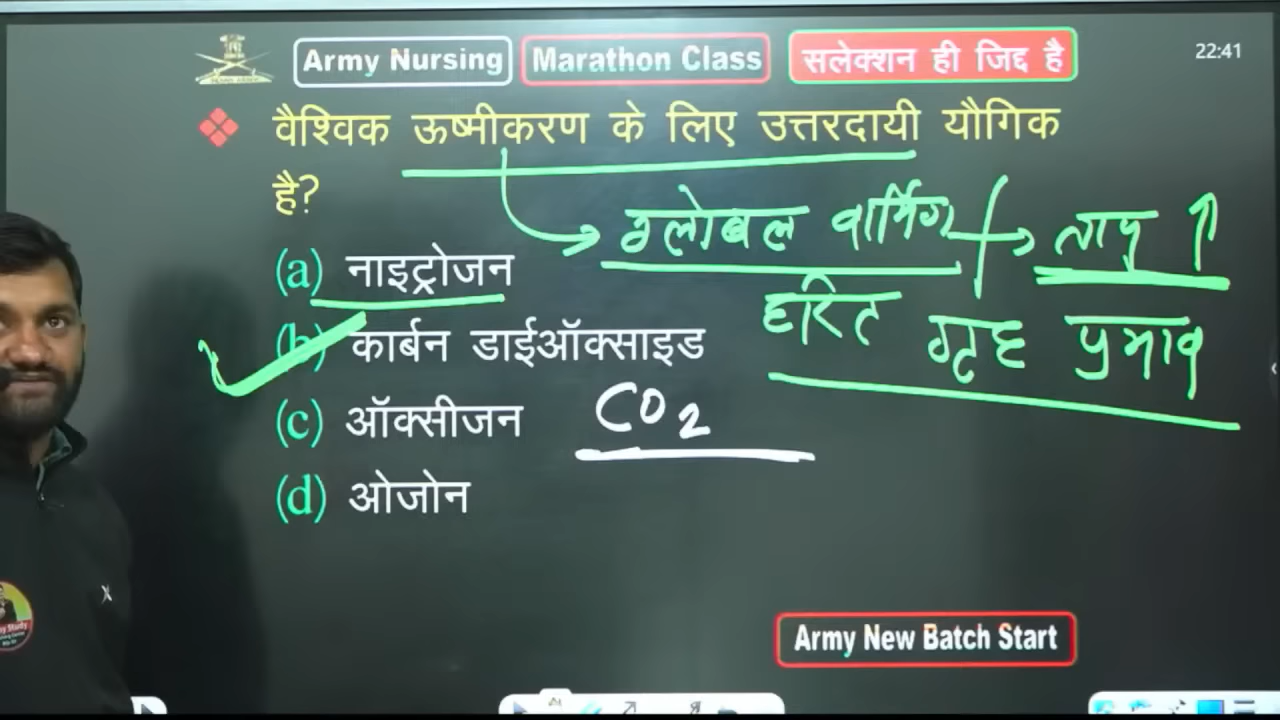 Army Nursing Marathon Class सलेक्शन ही जिद्द है 22:41
वैश्विक ऊष्मीकरण के लिए उत्तरदायी यौगिक
है?
ग्लोबल वार्मिंग → ताप ↑
(a) नाइट्रोजन
हरित गृह प्रभाव
(b) कार्बन डाईऑक्साइड
(c) ऑक्सीजन CO2
(d) ओजोन
Army New Batch Start